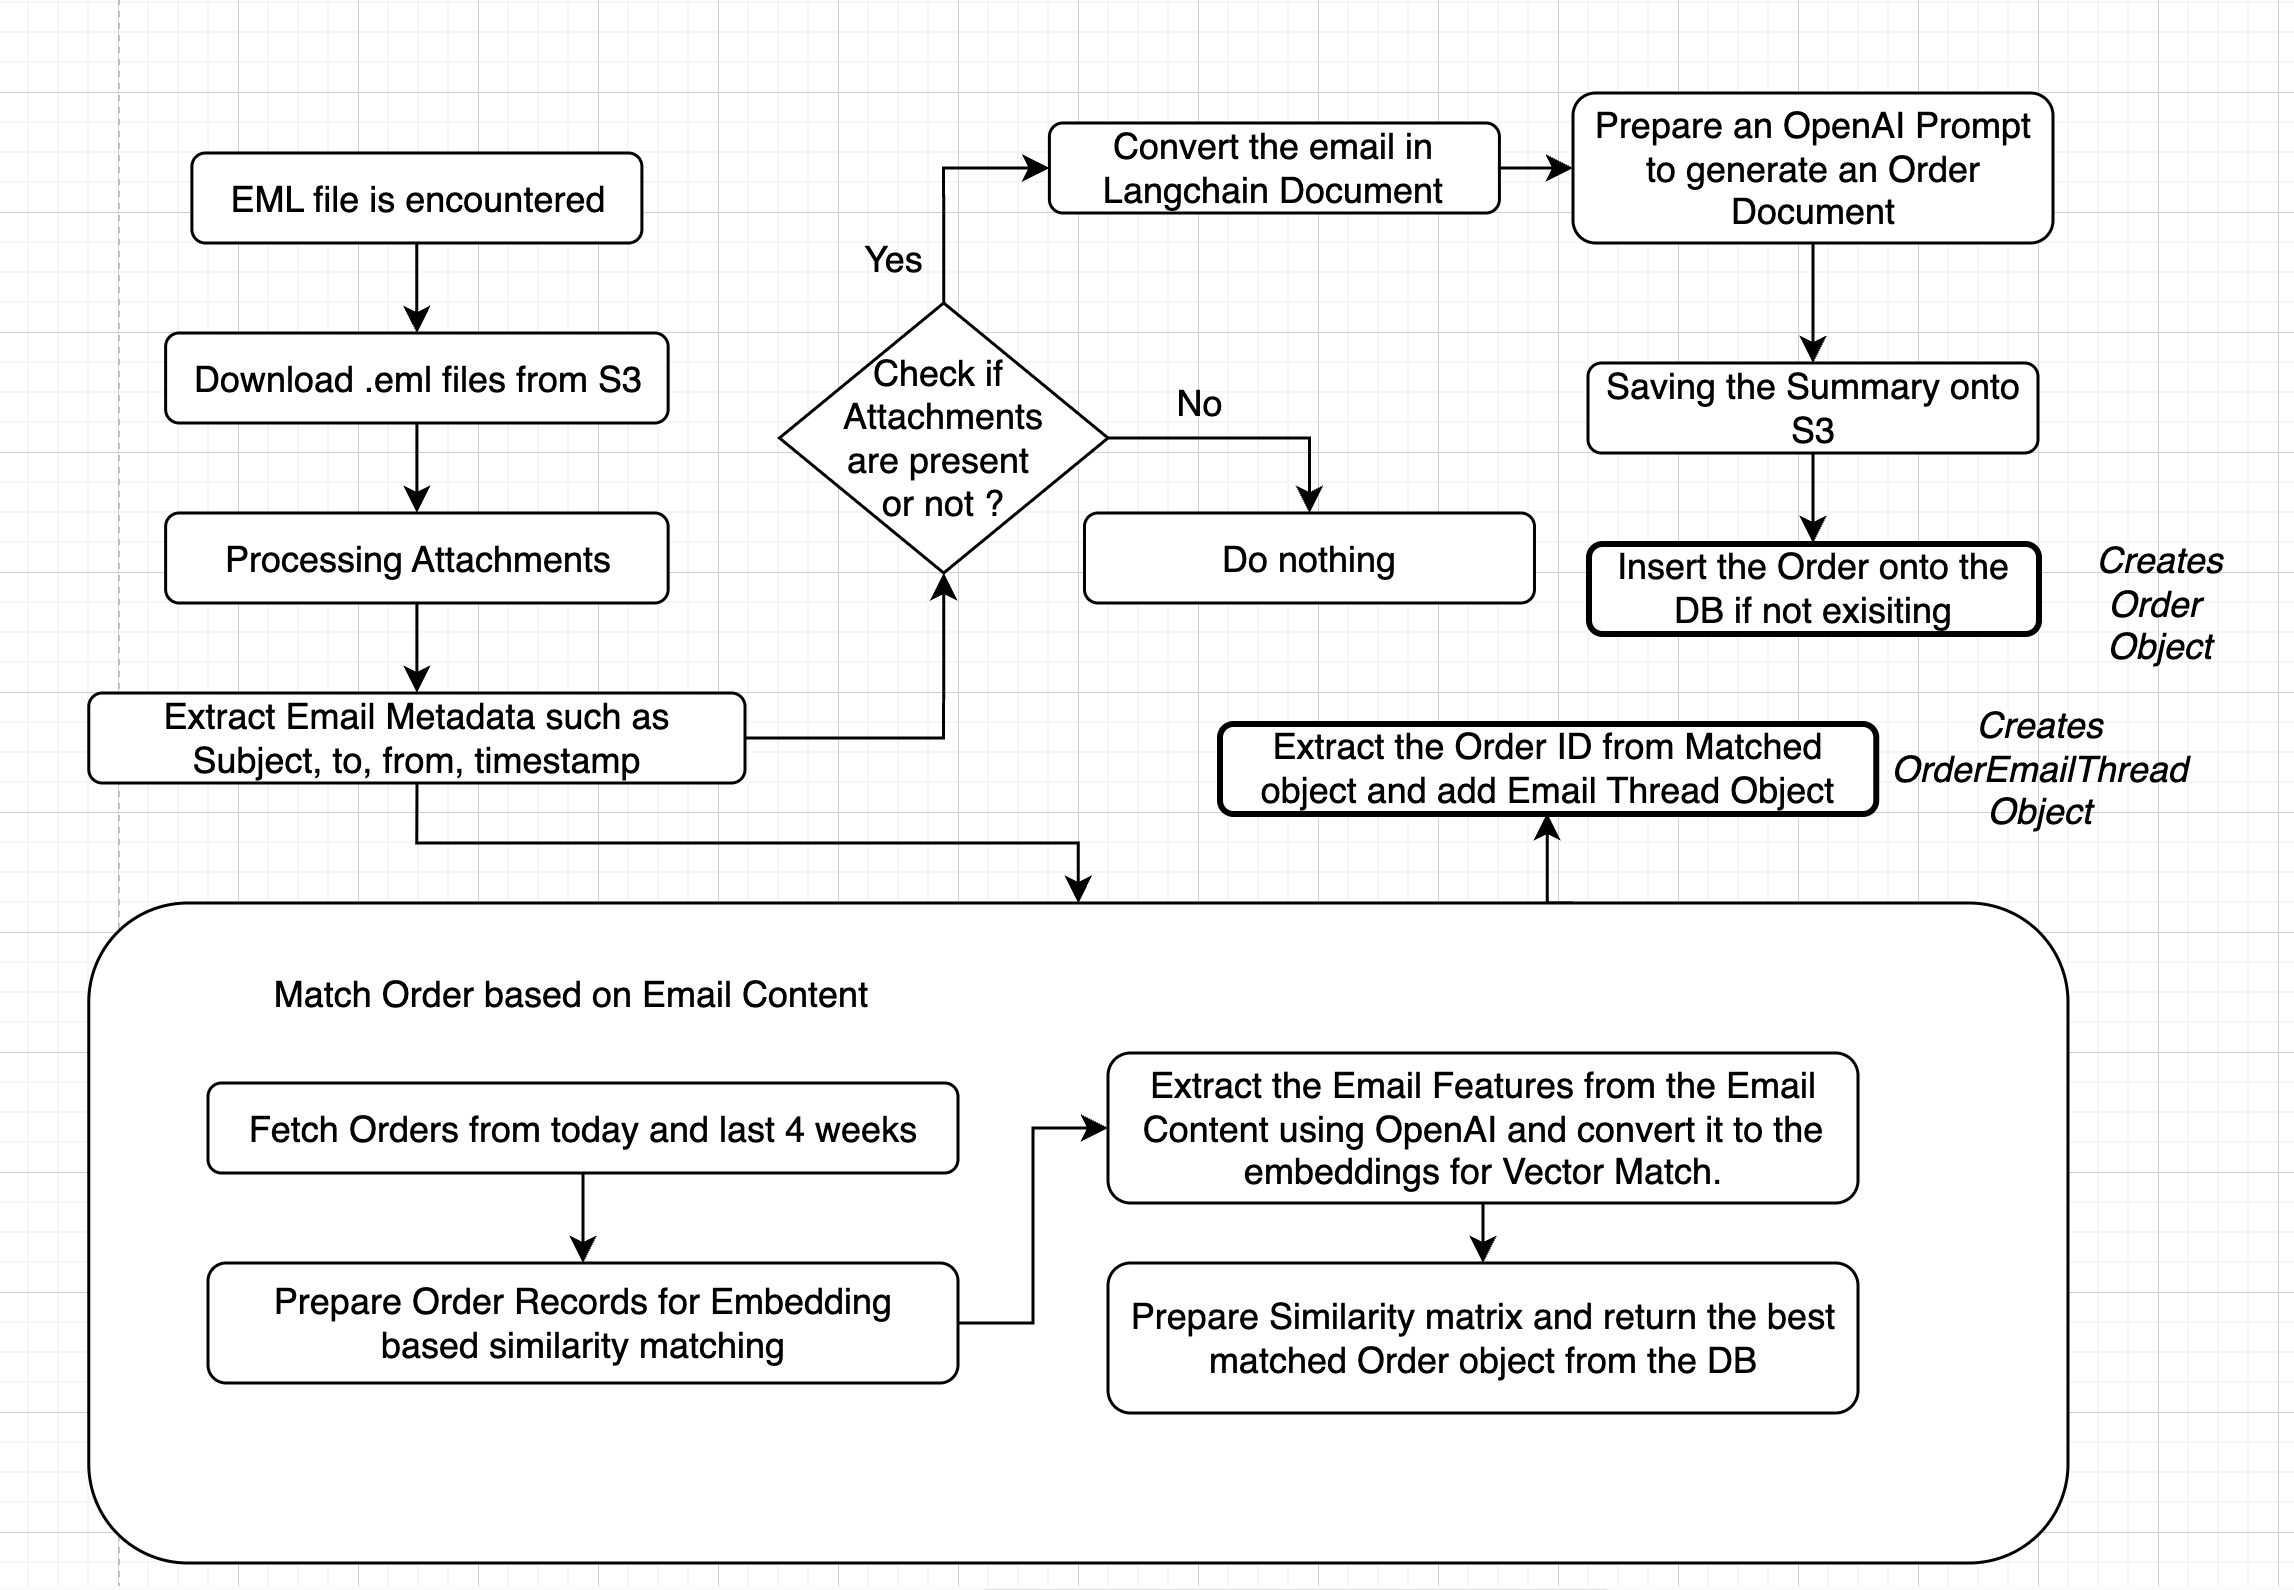 EML file is encountered
Download .eml files from S3
Processing Attachments
Extract Email Metadata such as
Subject, to, from, timestamp
Check if
Attachments
are present
or not ?
Yes
No
Do nothing
Convert the email in
Langchain Document
Prepare an OpenAI Prompt
to generate an Order
Document
Saving the Summary onto
S3
Insert the Order onto the
DB if not exisiting
Creates
Order
Object
Extract the Order ID from Matched
object and add Email Thread Object
Creates
OrderEmailThread
Object
Match Order based on Email Content
Fetch Orders from today and last 4 weeks
Prepare Order Records for Embedding
based similarity matching
Extract the Email Features from the Email
Content using OpenAI and convert it to the
embeddings for Vector Match.
Prepare Similarity matrix and return the best
matched Order object from the DB